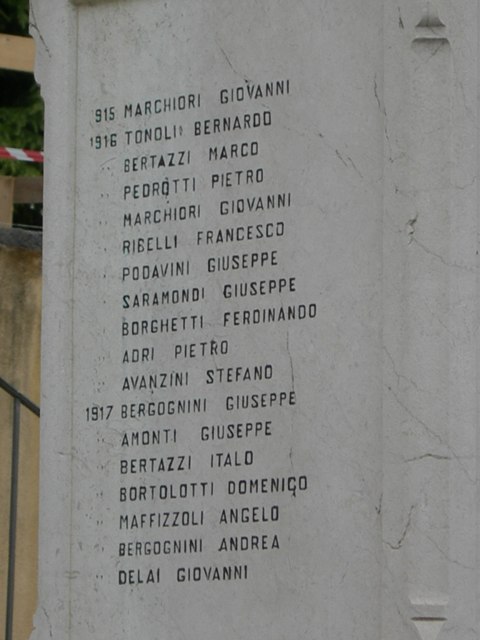 915 MARCHIORI GIOVANNI
1916 TONOLI BERNARDO
" BERTAZZI MARCO
" PEDROTTI PIETRO
" MARCHIORI GIOVANNI
" RIBELLI FRANCESCO
" PODAVINI GIUSEPPE
" SARAMONDI GIUSEPPE
" BORGHETTI FERDINANDO
" ADRI PIETRO
" AVANZINI STEFANO
1917 BERGOGNINI GIUSEPPE
" AMONTI GIUSEPPE
" BERTAZZI ITALO
" BORTOLOTTI DOMENICO
" MAFFIZZOLI ANGELO
" BERGOGNINI ANDREA
" DELAI GIOVANNI